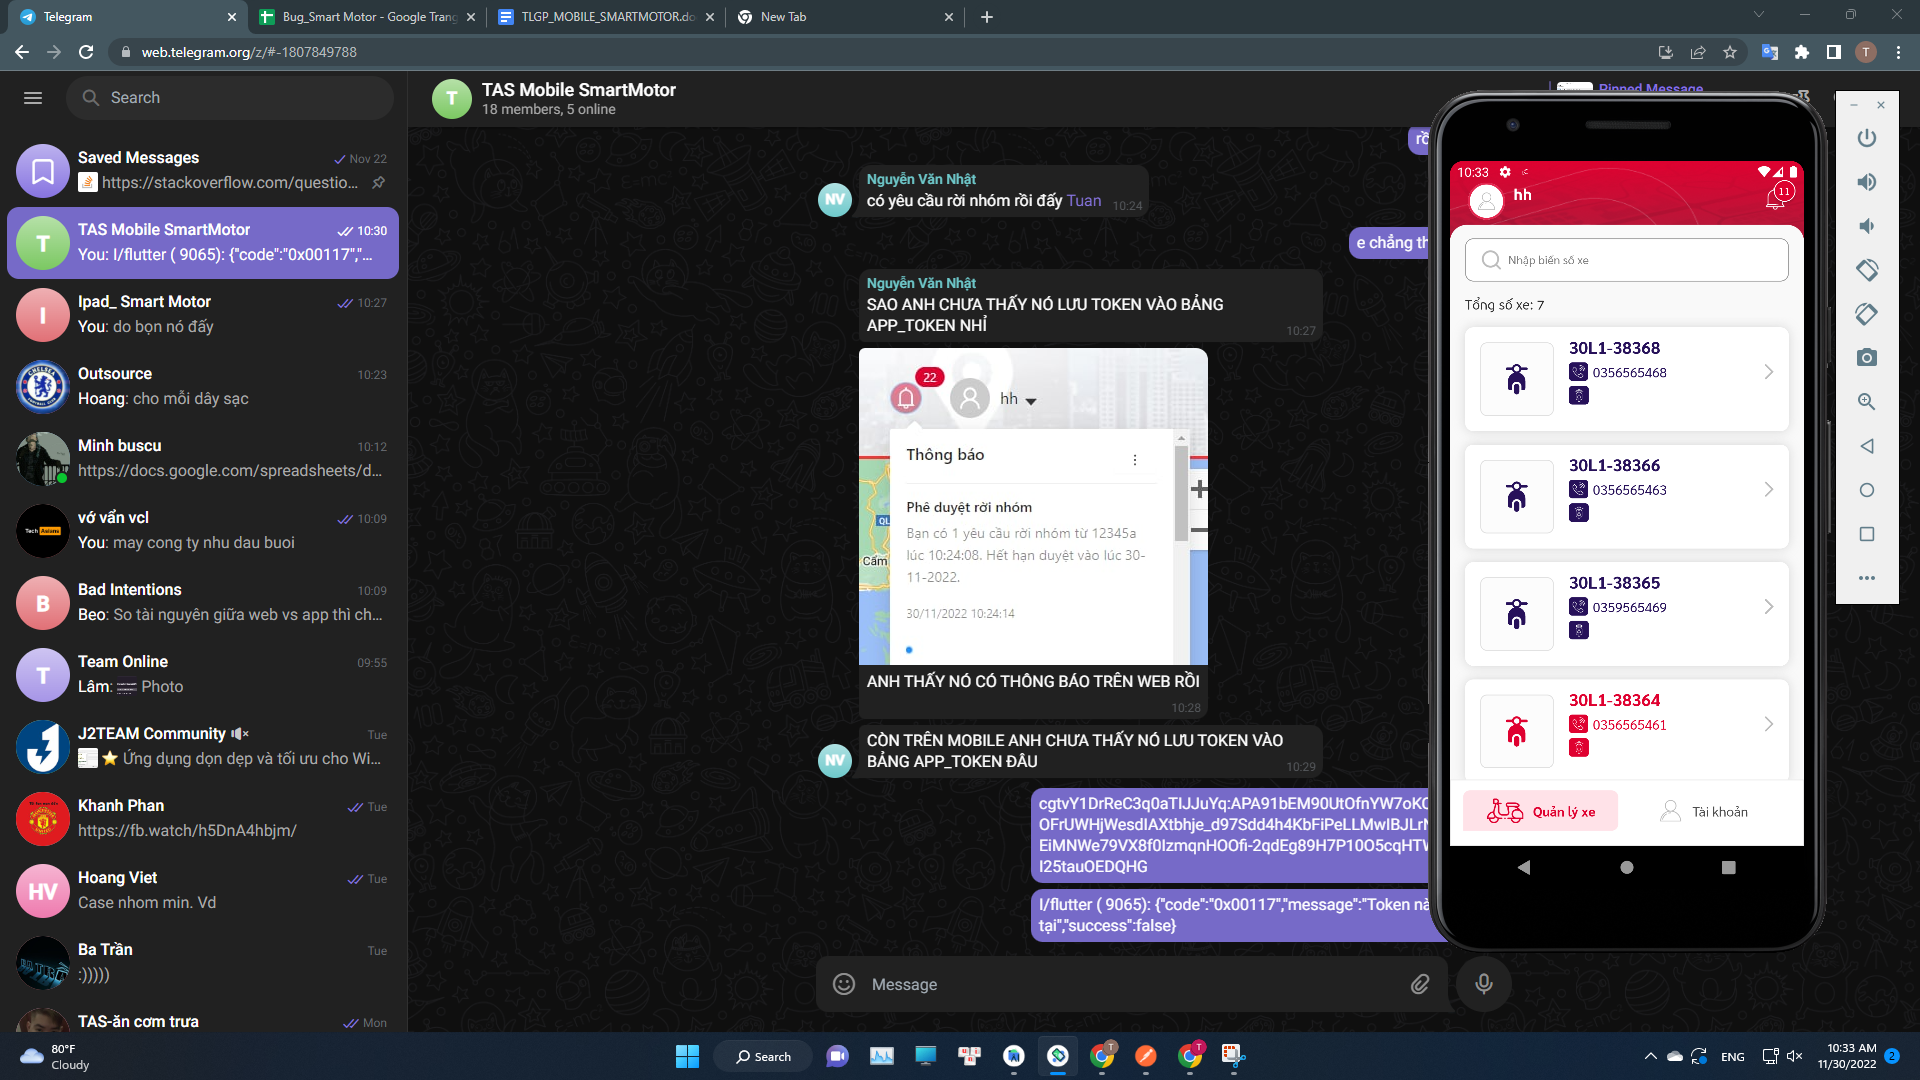 Telegram
Bug_Smart Motor - Google Trang
TLGP_MOBILE_SMARTMOTOR.do
New Tab
web.telegram.org/z/#-1807849788
T
Search
Saved Messages
Nov 22
https://stackoverflow.com/questio...
T
TAS Mobile SmartMotor
10:30
You: I/flutter ( 9065): {"code":"0x00117","...
I
Ipad_ Smart Motor
10:27
You: do bọn nó đấy
Outsource
10:23
Hoang: cho mỗi dây sạc
Minh buscu
10:12
https://docs.google.com/spreadsheets/d...
vớ vẩn vcl
10:09
You: may cong ty nhu dau buoi
B
Bad Intentions
10:09
Beo: So tài nguyên giữa web vs app thì ch...
T
Team Online
09:55
Lâm: Photo
J2TEAM Community
Tue
Ứng dụng dọn dẹp và tối ưu cho Wi...
Khanh Phan
Tue
https://fb.watch/h5DnA4hbjm/
HV
Hoang Viet
Tue
Case nhom min. Vd
Ba Trần
Tue
:)))))
TAS-ăn cơm trưa
Mon
T
TAS Mobile SmartMotor
18 members, 5 online
Pinned Message
NV
Nguyễn Văn Nhật
có yêu cầu rời nhóm rồi đấy Tuan
10:24
e chẳng th
Nguyễn Văn Nhật
SAO ANH CHƯA THẤY NÓ LƯU TOKEN VÀO BẢNG
APP_TOKEN NHỈ
10:27
22
hh
Thông báo
Phê duyệt rời nhóm
Bạn có 1 yêu cầu rời nhóm từ 12345a
lúc 10:24:08. Hết hạn duyệt vào lúc 30-
11-2022.
30/11/2022 10:24:14
QL
Cẩm
ANH THẤY NÓ CÓ THÔNG BÁO TRÊN WEB RỒI
10:28
NV
CÒN TRÊN MOBILE ANH CHƯA THẤY NÓ LƯU TOKEN VÀO
BẢNG APP_TOKEN ĐÂU
10:29
cgtvY1DrReC3q0aTIJJuYq:APA91bEM90UtOfnYW7oKC
OFrUWHjWesdIAXtbhje_d97Sdd4h4KbFiPeLLMwIBJLrN
EiMNWe79VX8f0IzmqnHOOfi-2qdEg89H7P10O5cqHTW
I25tauOEDQHG
I/flutter ( 9065): {"code":"0x00117","message":"Token nà
tại","success":false}
Message
10:33
hh
11
Nhập biển số xe
Tổng số xe: 7
30L1-38368
0356565468
30L1-38366
0356565463
30L1-38365
0359565469
30L1-38364
0356565461
Quản lý xe
Tài khoản
80°F
Cloudy
Search
ENG
10:33 AM
11/30/2022
2